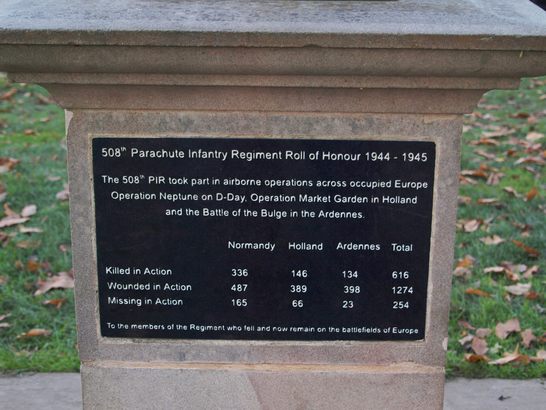 508th Parachute Infantry Regiment Roll of Honour 1944 - 1945
The 508th PIR took part in airborne operations across occupied Europe
Operation Neptune on D-Day, Operation Market Garden in Holland
and the Battle of the Bulge in the Ardennes.
Normandy Holland Ardennes Total
Killed in Action 336 146 134 616
Wounded in Action 487 389 398 1274
Missing in Action 165 66 23 254
To the members of the Regiment who fell and now remain on the battlefields of Europe